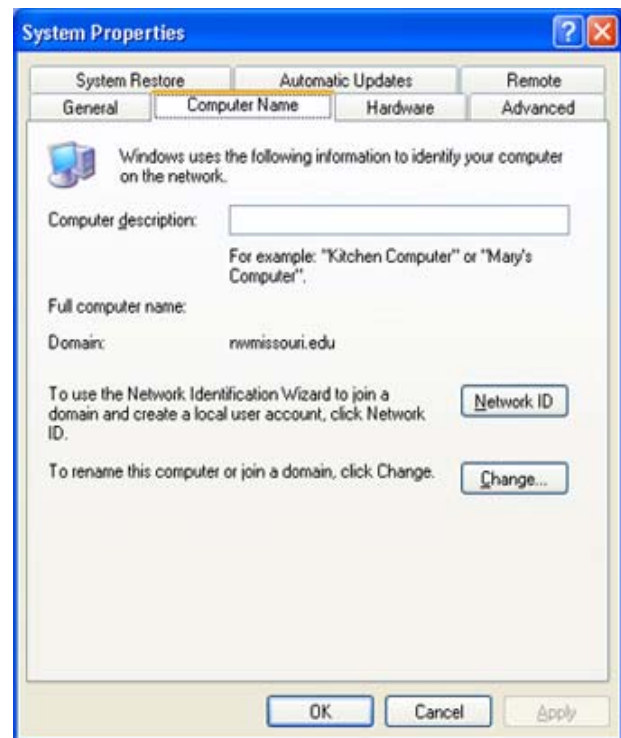 System Properties
System Restore Automatic Updates Remote
General Computer Name Hardware Advanced
Windows uses the following information to identify your computer
on the network.
Computer description:
For example: "Kitchen Computer" or "Mary's
Computer".
Full computer name:
Domain: nwmissouri.edu
To use the Network Identification Wizard to join a
domain and create a local user account, click Network
ID.
Network ID
To rename this computer or join a domain, click Change.
Change...
OK Cancel Apply